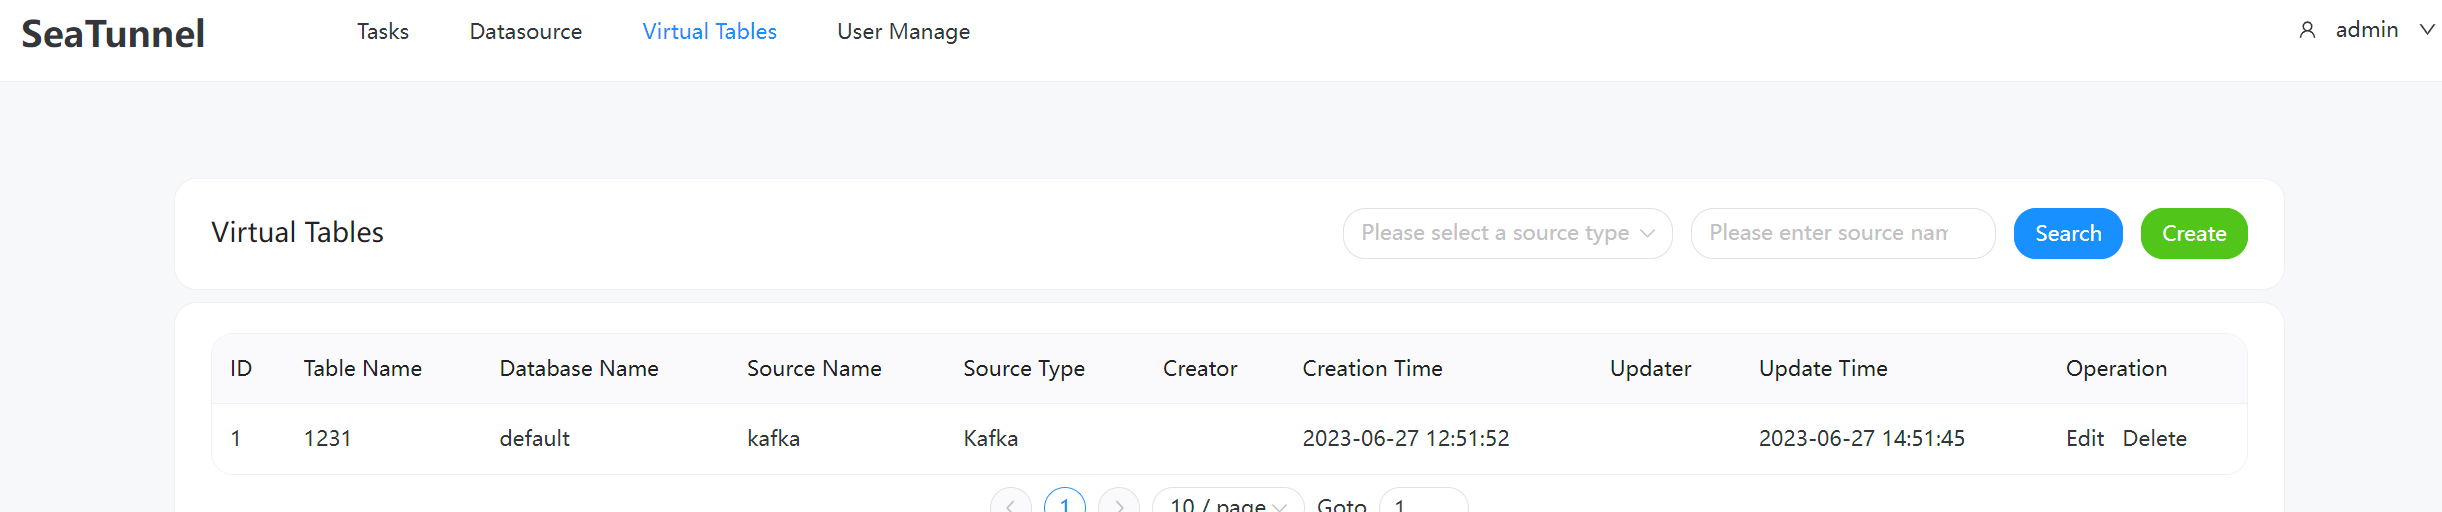 SeaTunnel Tasks Datasource Virtual Tables User Manage admin
Virtual Tables Please select a source type Please enter source nam Search Create
ID Table Name Database Name Source Name Source Type Creator Creation Time Updater Update Time Operation
1 1231 default kafka Kafka 2023-06-27 12:51:52 2023-06-27 14:51:45 Edit Delete
1 10 / page Goto 1